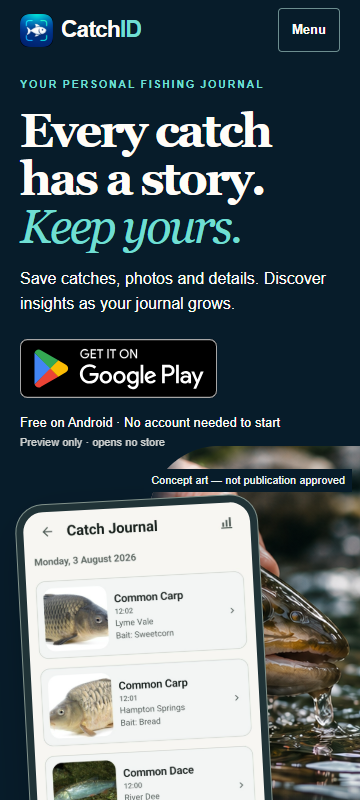 CatchID
Menu
YOUR PERSONAL FISHING JOURNAL
Every catch
has a story.
Keep yours.
Save catches, photos and details. Discover
insights as your journal grows.
GET IT ON
Google Play
Free on Android · No account needed to start
Preview only · opens no store
Concept art — not publication approved
Catch Journal
Monday, 3 August 2026
Common Carp
12:02
Lyme Vale
Bait: Sweetcorn
Common Carp
12:01
Hampton Springs
Bait: Bread
Common Dace
12:00
River Dee